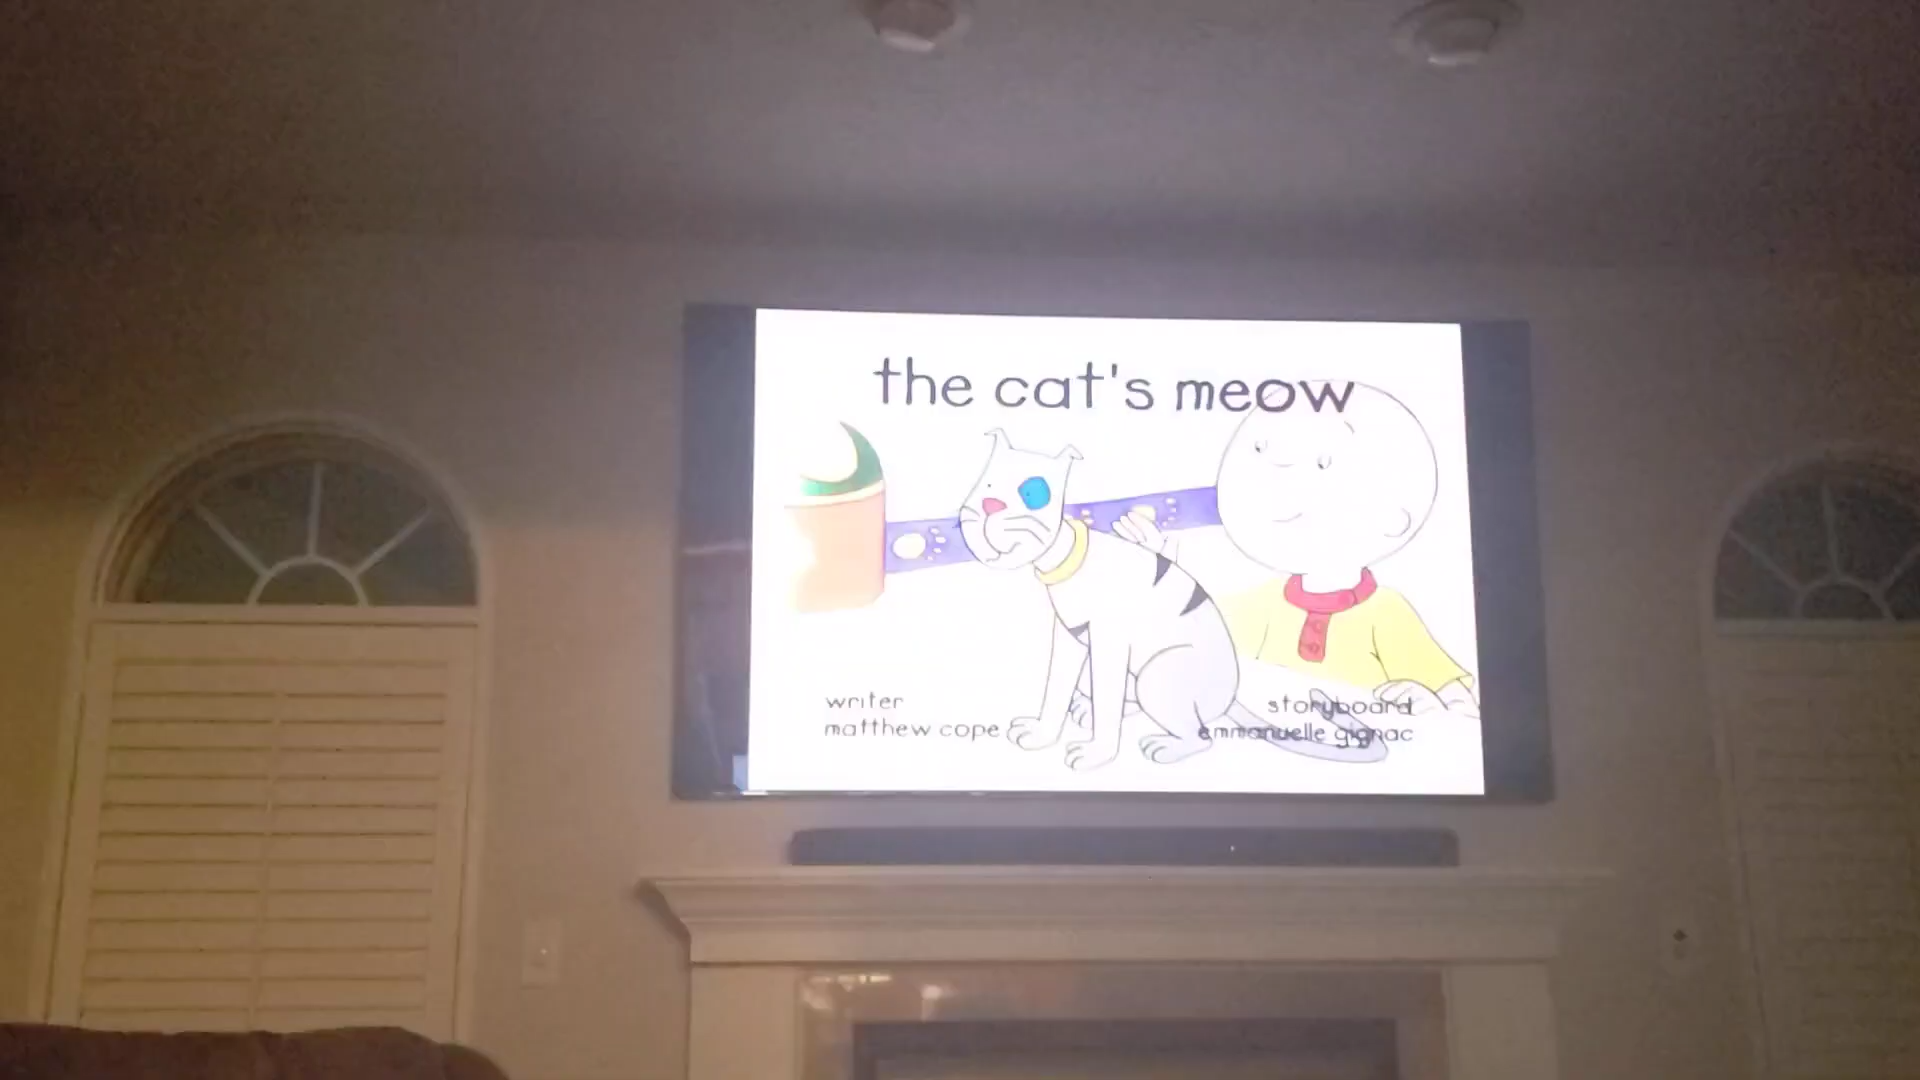 the cat's meow
writer
matthew cope
storyboard
emmanuelle gignac